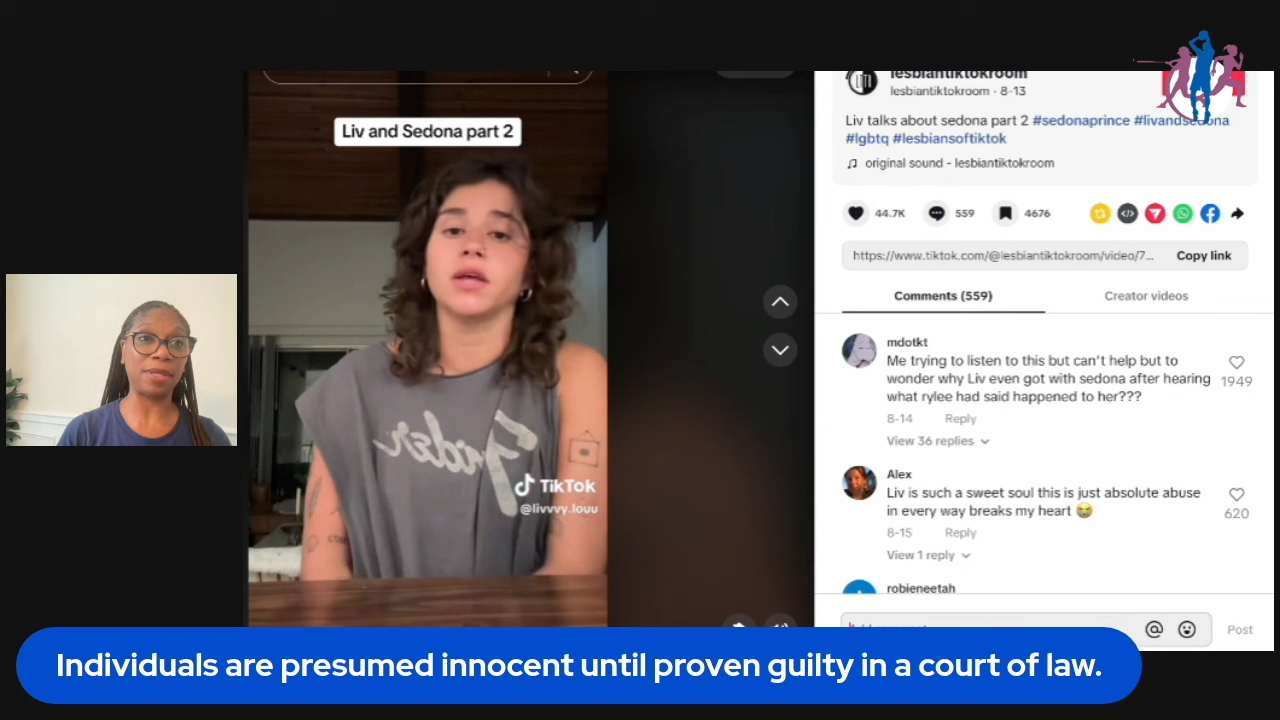 Liv and Sedona part 2
TikTok
@livvvy.louu
lesbiantiktokroom
lesbiantiktokroom · 8-13
Liv talks about sedona part 2 #sedonaprince #livandsedona
#lgbtq #lesbiansoftiktok
original sound - lesbiantiktokroom
44.7K
559
4676
https://www.tiktok.com/@lesbiantiktokroom/video/7...
Copy link
Comments (559)
Creator videos
mdotkt
Me trying to listen to this but can't help but to
wonder why Liv even got with sedona after hearing
what rylee had said happened to her???
1949
8-14 Reply
View 36 replies
Alex
Liv is such a sweet soul this is just absolute abuse
in every way breaks my heart 😭
620
8-15 Reply
View 1 reply
robieneetah
@
Post
Individuals are presumed innocent until proven guilty in a court of law.